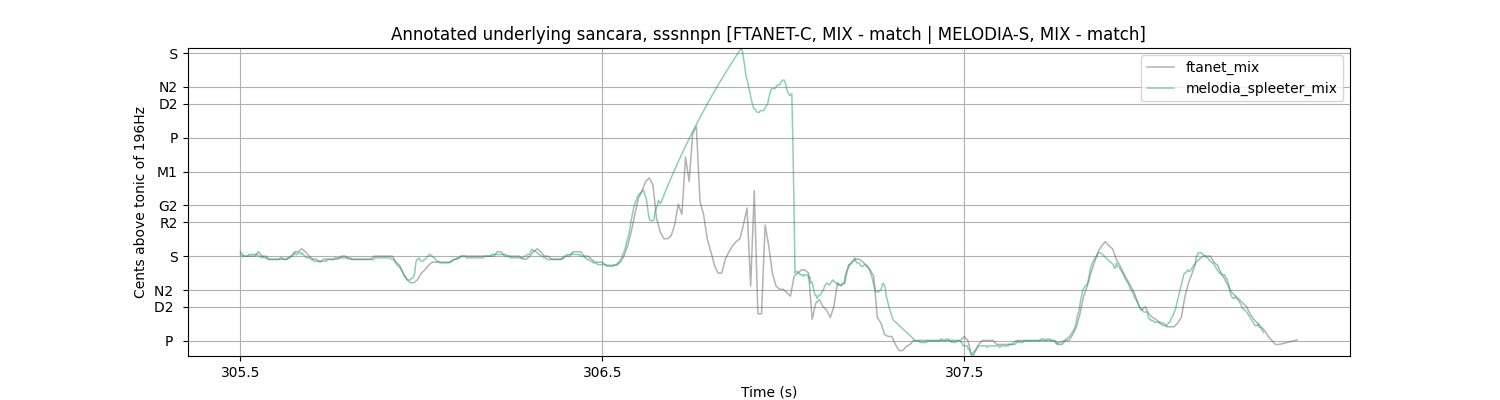 Annotated underlying sancara, sssnnpn [FTANET-C, MIX - match | MELODIA-S, MIX - match]
ftanet_mix
melodia_spleeter_mix
Cents above tonic of 196Hz
S
N2
D2
P
M1
G2
R2
S
N2
D2
P
305.5
306.5
307.5
Time (s)